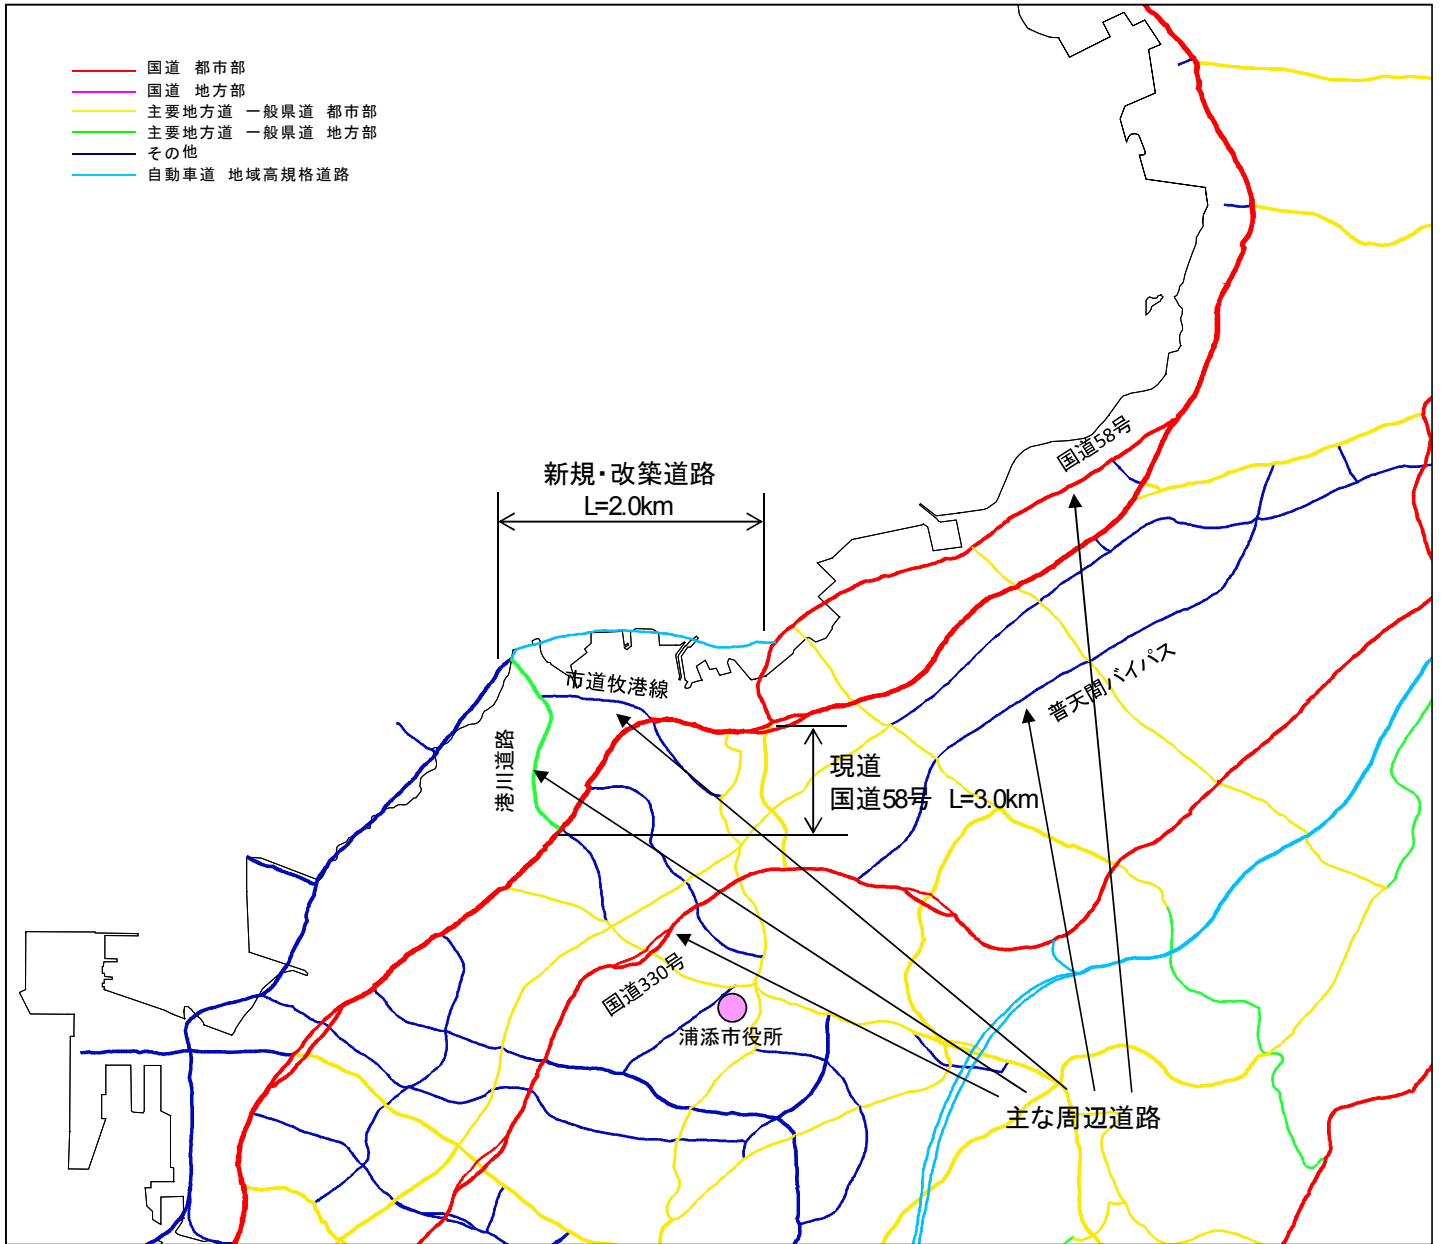 国道 都市部
国道 地方部
主要地方道 一般県道 都市部
主要地方道 一般県道 地方部
その他
自動車道 地域高規格道路
国道58号
新規・改築道路
L=2.0km
市道牧港線
普天間バイパス
港川道路
現道
国道58号 L=3.0km
国道330号
浦添市役所
主な周辺道路